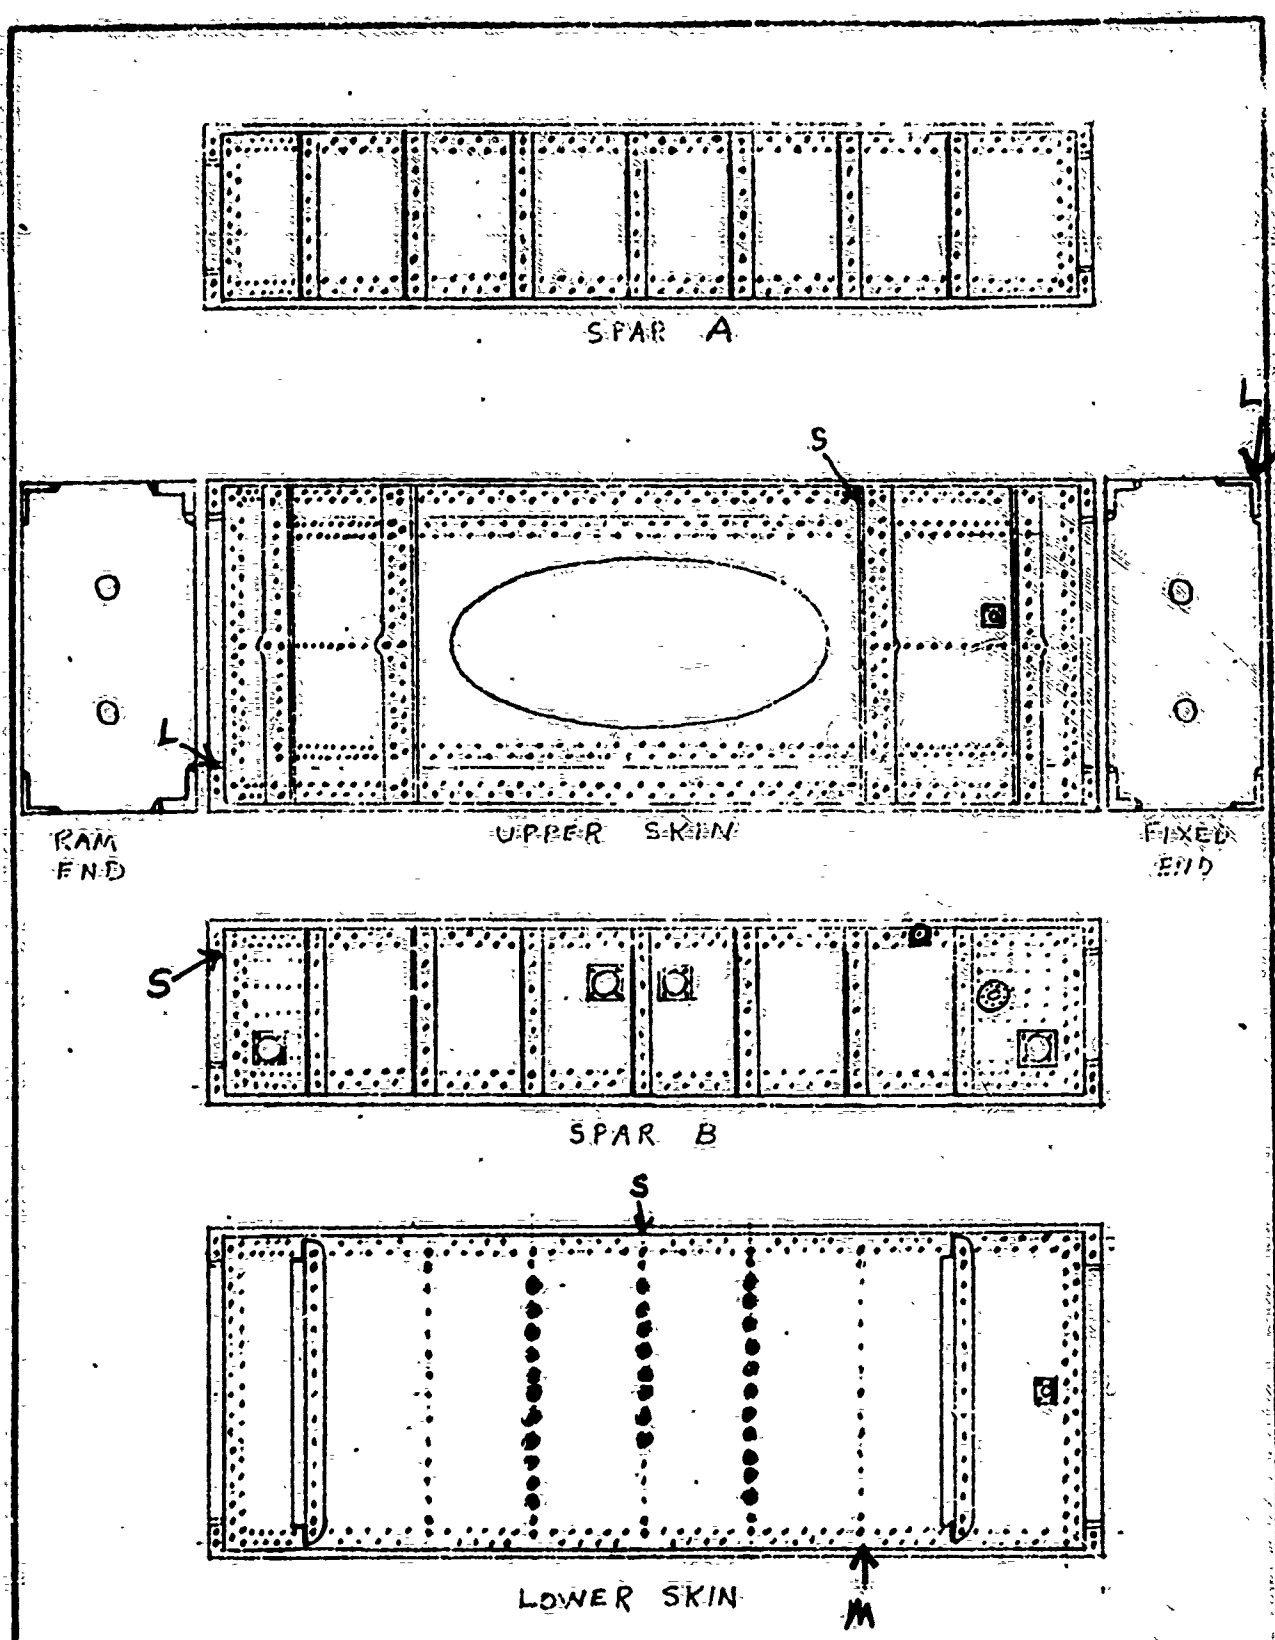 SPAR A
L
S
L
RAM
END
UPPER SKIN
FIXED
END
S
SPAR B
S
LOWER SKIN
M